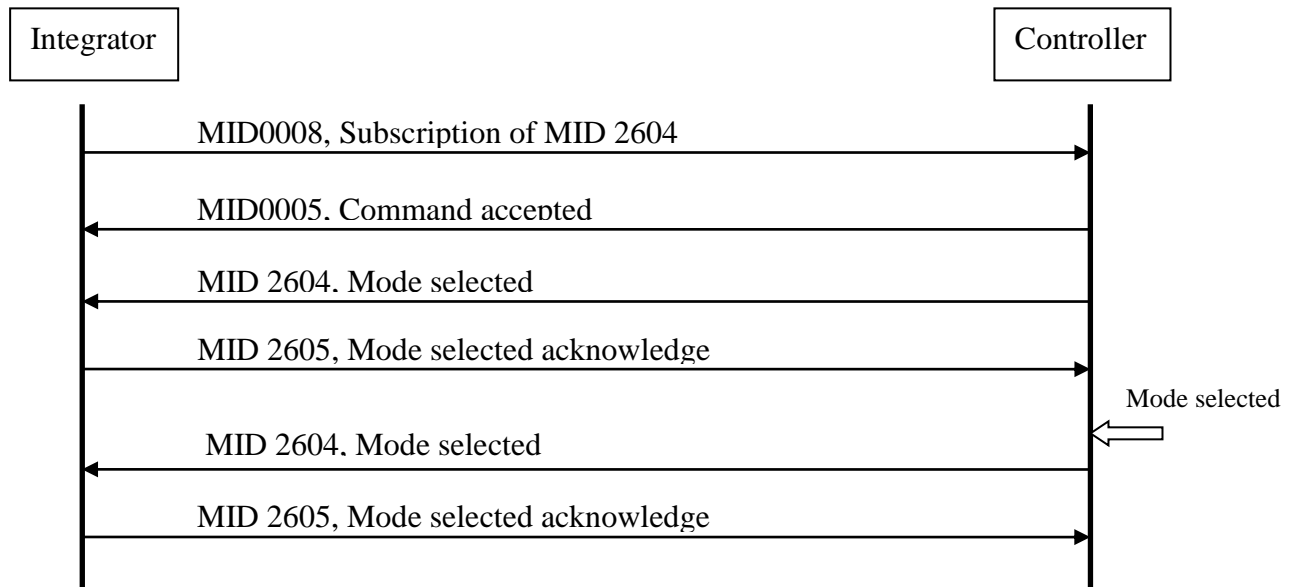 Integrator
Controller
MID0008, Subscription of MID 2604
MID0005, Command accepted
MID 2604, Mode selected
MID 2605, Mode selected acknowledge
Mode selected
MID 2604, Mode selected
MID 2605, Mode selected acknowledge